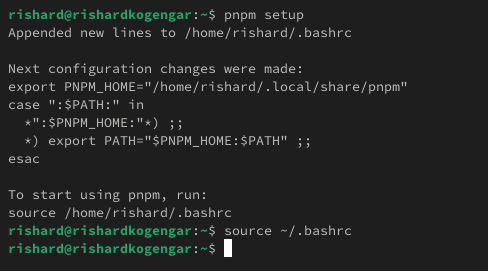 rishard@rishardkogengar:~$ pnpm setup
Appended new lines to /home/rishard/.bashrc

Next configuration changes were made:
export PNPM_HOME="/home/rishard/.local/share/pnpm"
case ":$PATH:" in
  *":$PNPM_HOME:"*) ;;
  *) export PATH="$PNPM_HOME:$PATH" ;;
esac

To start using pnpm, run:
source /home/rishard/.bashrc
rishard@rishardkogengar:~$ source ~/.bashrc
rishard@rishardkogengar:~$